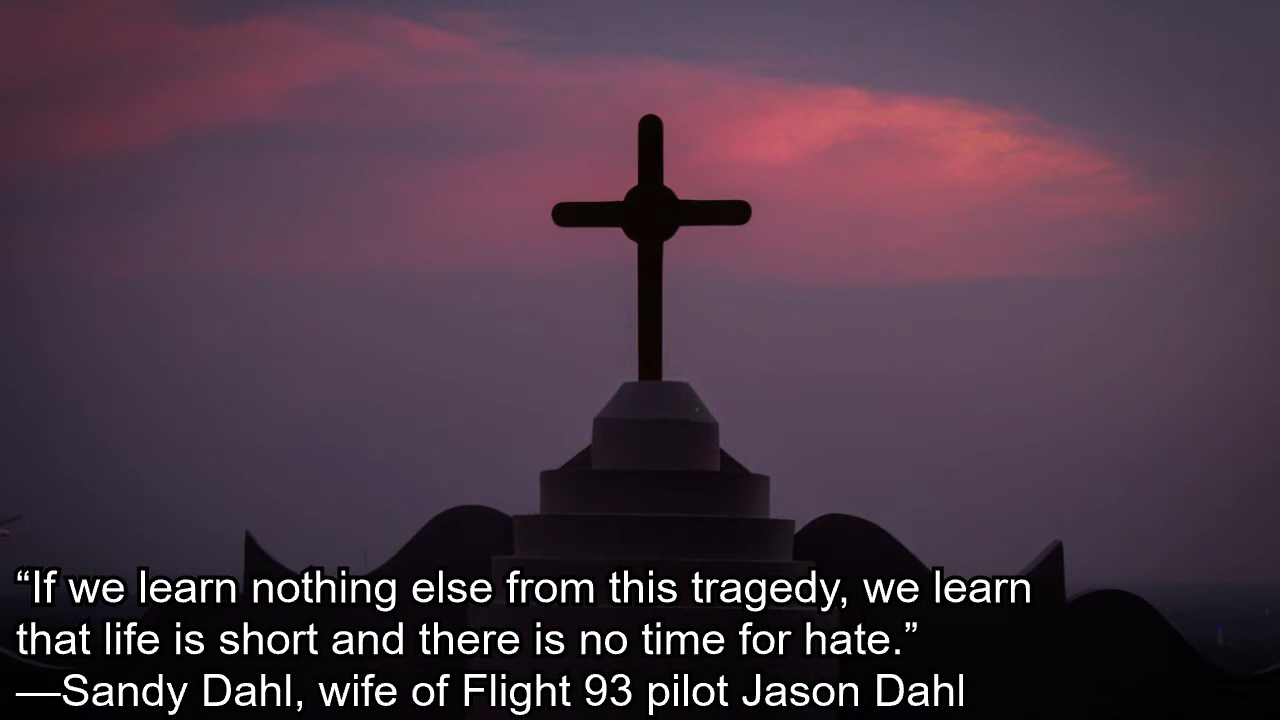 “If we learn nothing else from this tragedy, we learn
that life is short and there is no time for hate.”
—Sandy Dahl, wife of Flight 93 pilot Jason Dahl